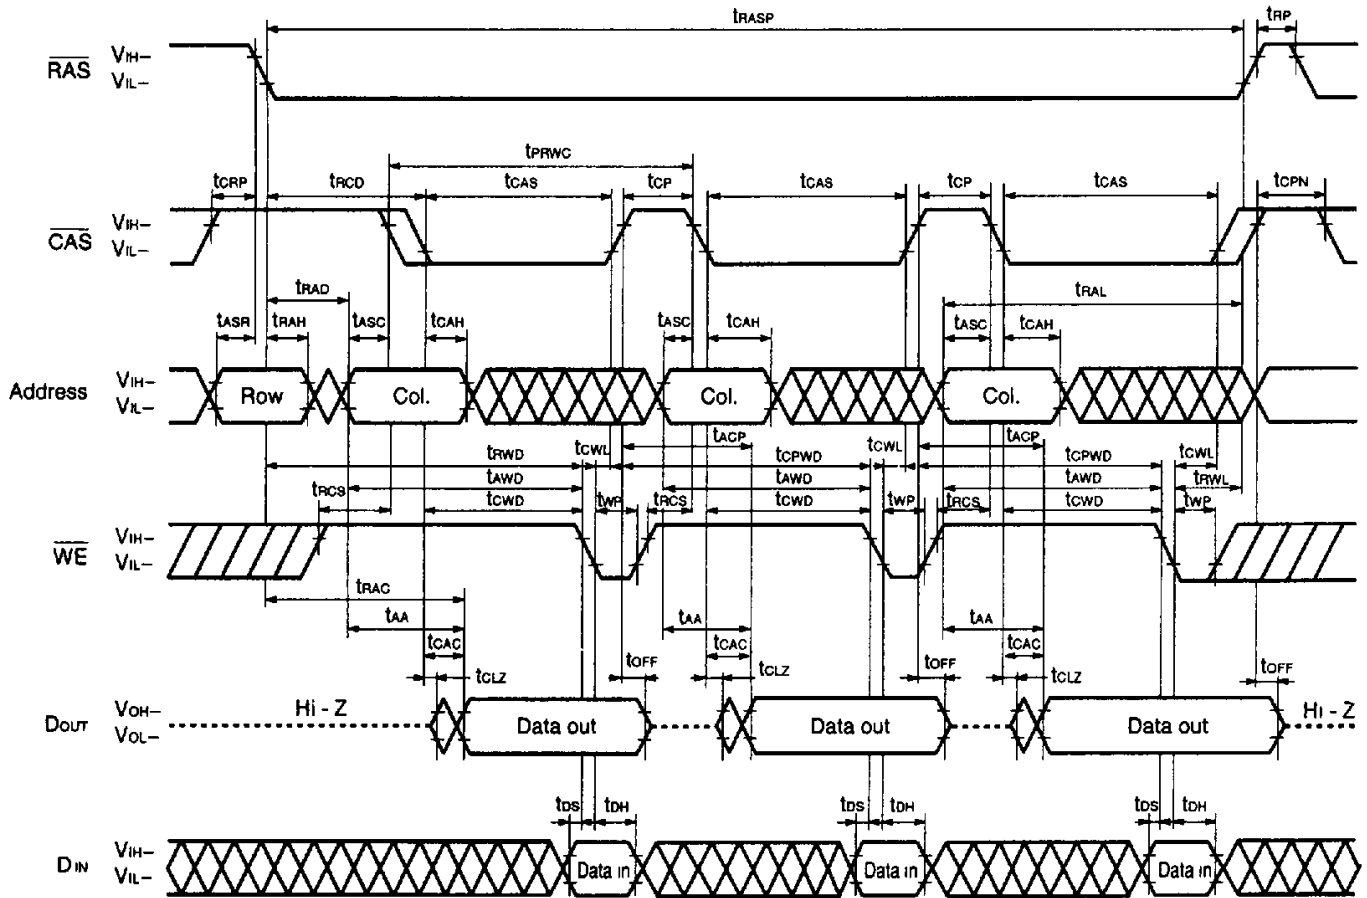 tRASP
tRP
RAS
VIH–
VIL–
tPRWC
tCRP
tRCD
tCAS
tCP
tCAS
tCP
tCAS
tCPN
CAS
VIH–
VIL–
tRAD
tRAL
tASR
tRAH
tASC
tCAH
tASC
tCAH
tASC
tCAH
Address
VIH–
VIL–
Row
Col.
Col.
Col.
tACP
tACP
tRWD
tCWL
tCPWD
tCWL
tCPWD
tCWL
tAWD
tAWD
tAWD
tRWL
tRCS
tCWD
tWP
tRCS
tCWD
tWP
tRCS
tCWD
tWP
WE
VIH–
VIL–
tRAC
tAA
tAA
tAA
tCAC
tCAC
tCAC
tCLZ
tOFF
tCLZ
tOFF
tCLZ
tOFF
DOUT
VOH–
VOL–
Hi - Z
Data out
Data out
Data out
Hi - Z
tDS
tDH
tDS
tDH
tDS
tDH
DIN
VIH–
VIL–
Data in
Data in
Data in